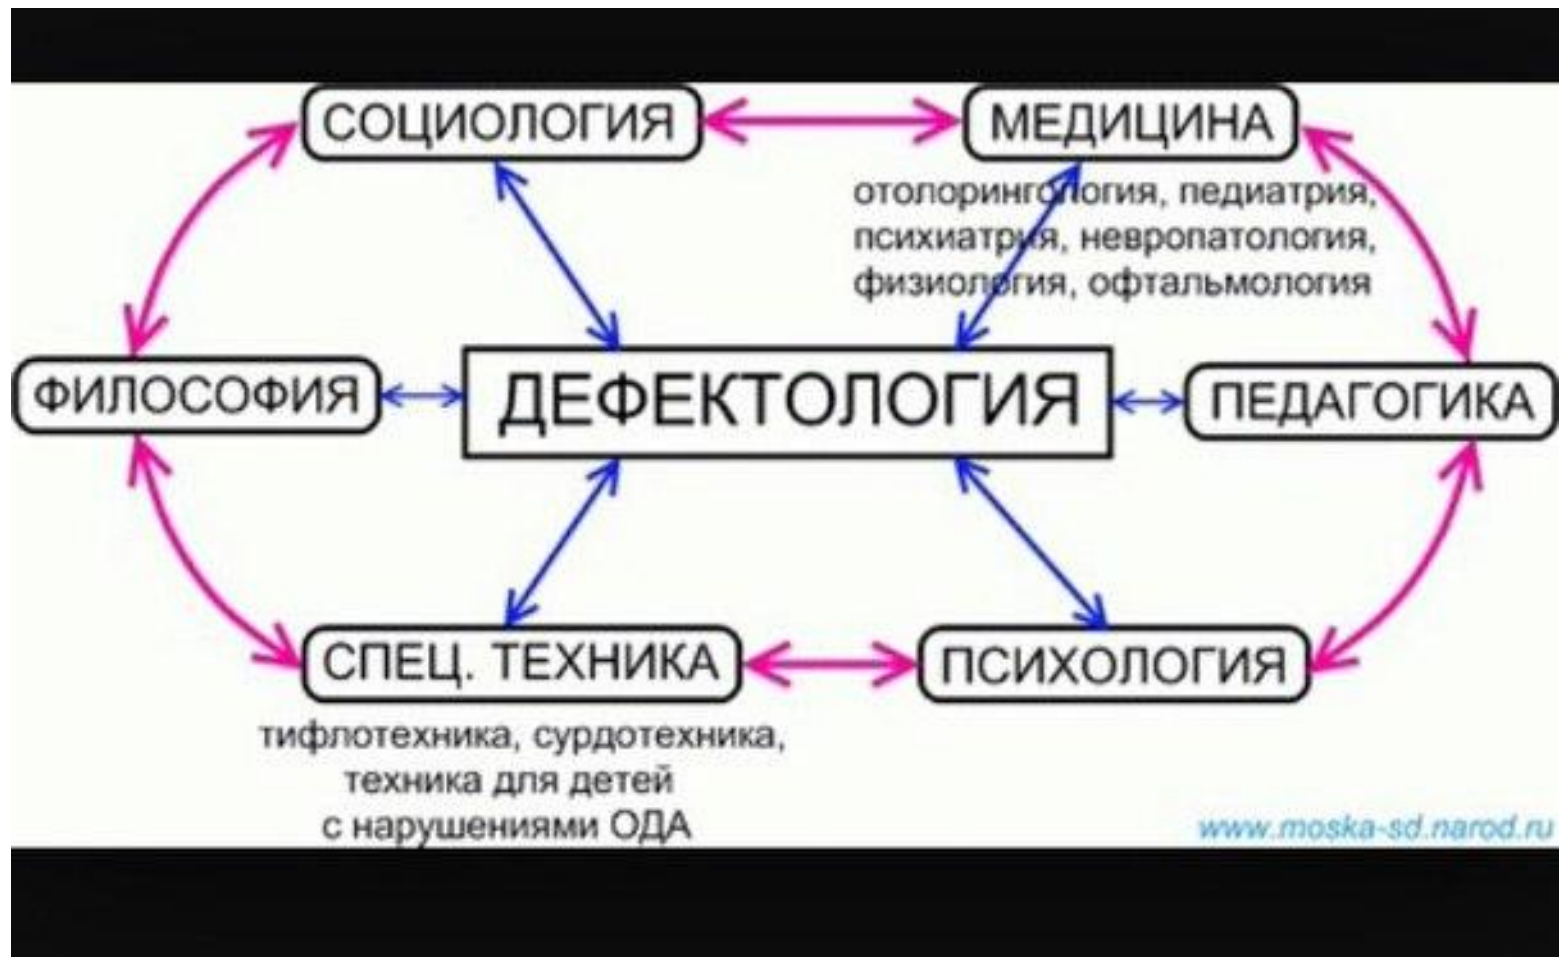 СОЦИОЛОГИЯ
МЕДИЦИНА
отолорингология, педиатрия,
психиатрия, невропатология,
физиология, офтальмология
ФИЛОСОФИЯ
ДЕФЕКТОЛОГИЯ
ПЕДАГОГИКА
СПЕЦ. ТЕХНИКА
ПСИХОЛОГИЯ
тифлотехника, сурдотехника,
техника для детей
с нарушениями ОДА
www.moska-sd.narod.ru